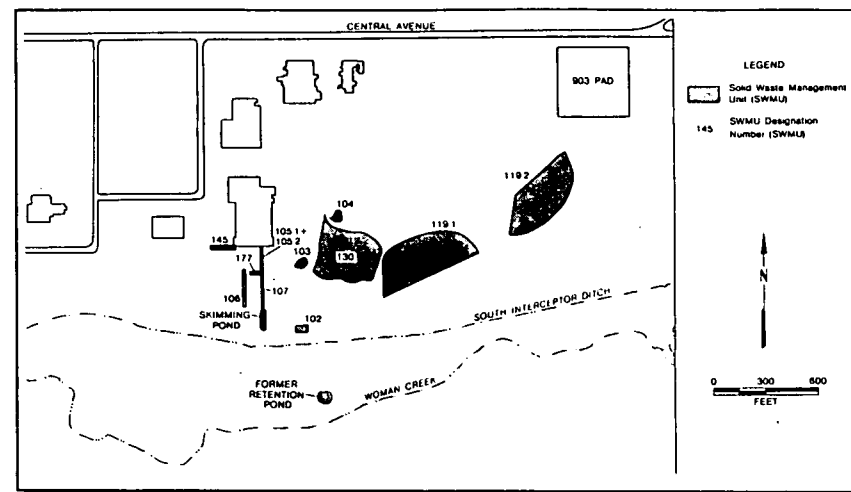 CENTRAL AVENUE
903 PAD
LEGEND
Solid Waste Management
Unit (SWMU)
145
SWMU Designation
Number (SWMU)
119 2
104
119 1
105 1+
105 2
145
130
103
177
107
106
SKIMMING
POND
102
SOUTH INTERCEPTOR DITCH
N
FORMER
RETENTION
POND
WOMAN CREEK
0 300 600
FEET